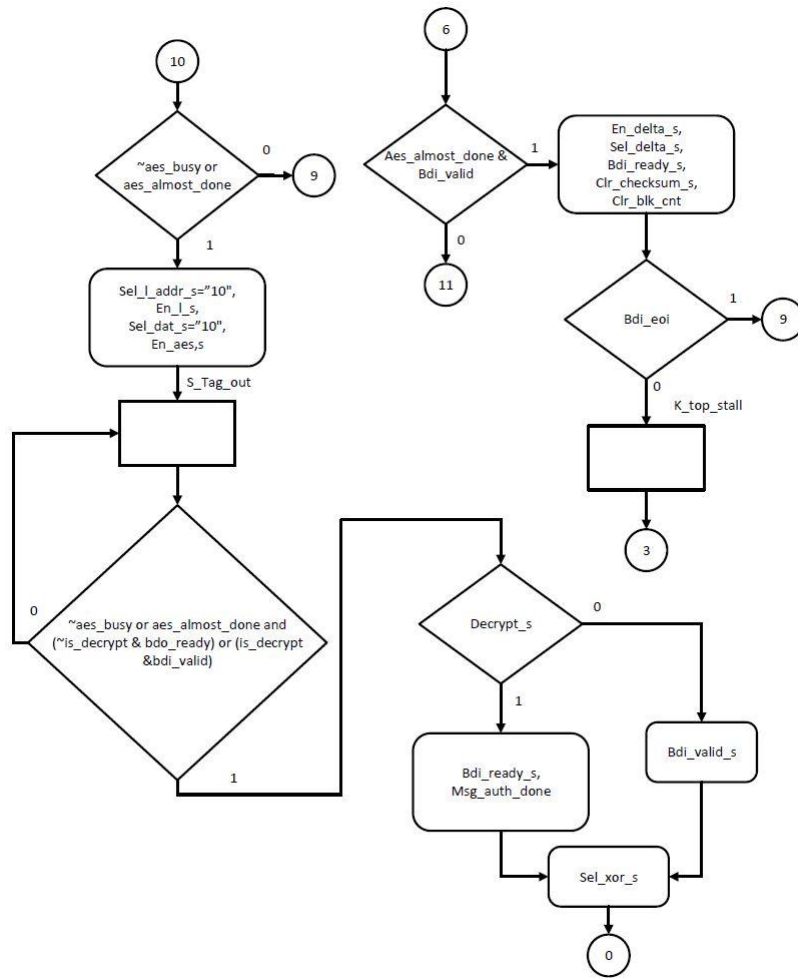 10
~aes_busy or
aes_almost_done
0
9
1
Sel_l_addr_s=”10",
En_l_s,
Sel_dat_s=”10",
En_aes,s
S_Tag_out
0
~aes_busy or aes_almost_done and
(~is_decrypt & bdo_ready) or (is_decrypt
&bdi_valid)
1
6
Aes_almost_done &
Bdi_valid
1
0
11
En_delta_s,
Sel_delta_s,
Bdi_ready_s,
Clr_checksum_s,
Clr_blk_cnt
Bdi_eoi
1
9
0
K_top_stall
3
Decrypt_s
0
1
Bdi_ready_s,
Msg_auth_done
Bdi_valid_s
Sel_xor_s
0